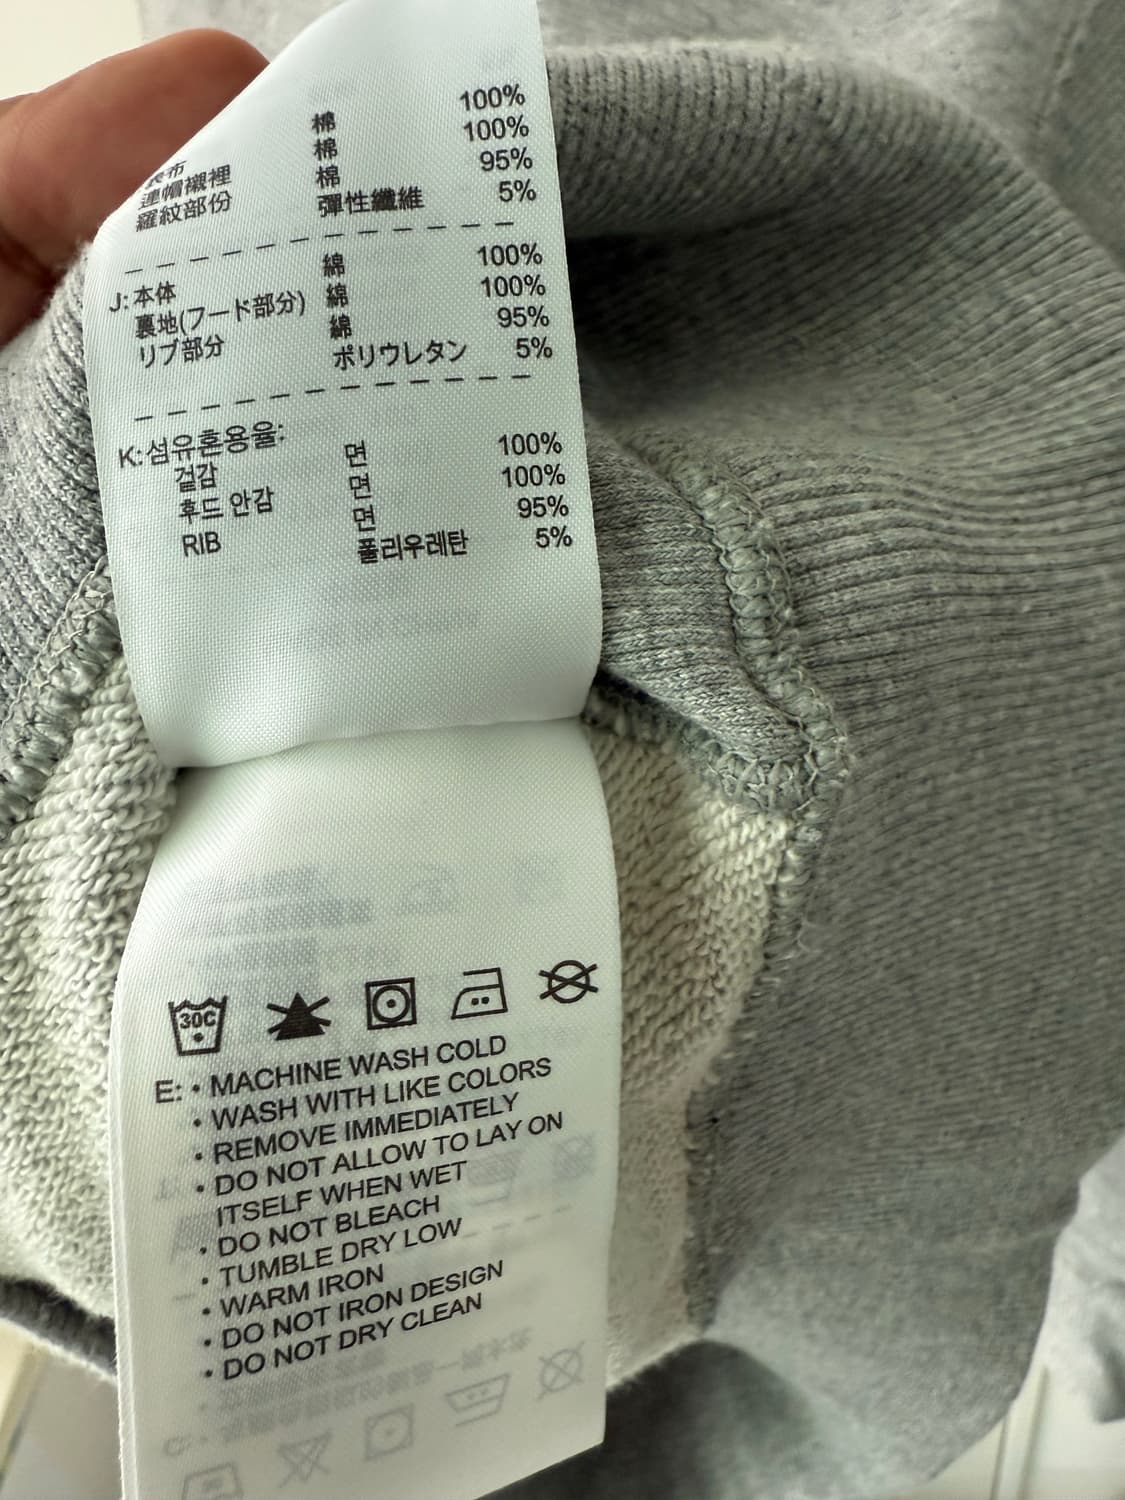 棉 100%
表布 棉 100%
連帽襯裡 棉 95%
羅紋部份 彈性纖維 5%
J: 本体 綿 100%
裏地(フード部分) 綿 100%
リブ部分 綿 95%
ポリウレタン 5%
K: 섬유혼용율:
겉감 면 100%
후드 안감 면 100%
RIB 면 95%
폴리우레탄 5%
30C
E: • MACHINE WASH COLD
• WASH WITH LIKE COLORS
• REMOVE IMMEDIATELY
• DO NOT ALLOW TO LAY ON
ITSELF WHEN WET
• DO NOT BLEACH
• TUMBLE DRY LOW
• WARM IRON
• DO NOT IRON DESIGN
• DO NOT DRY CLEAN